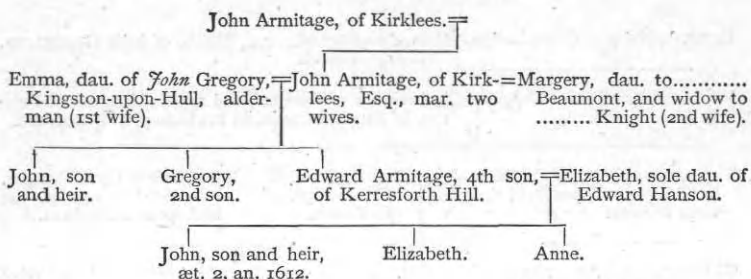 John Armitage, of Kirklees.=
Emma, dau. of John Gregory,=John Armitage, of Kirk-=Margery, dau. to.............
Kingston-upon-Hull, alder- lees, Esq., mar. two Beaumont, and widow to
man (1st wife). wives. ......... Knight (2nd wife).
John, son Gregory, Edward Armitage, 4th son,=Elizabeth, sole dau. of
and heir. 2nd son. of Kerresforth Hill. Edward Hanson.
John, son and heir, Elizabeth. Anne.
æt. 2, an. 1612.